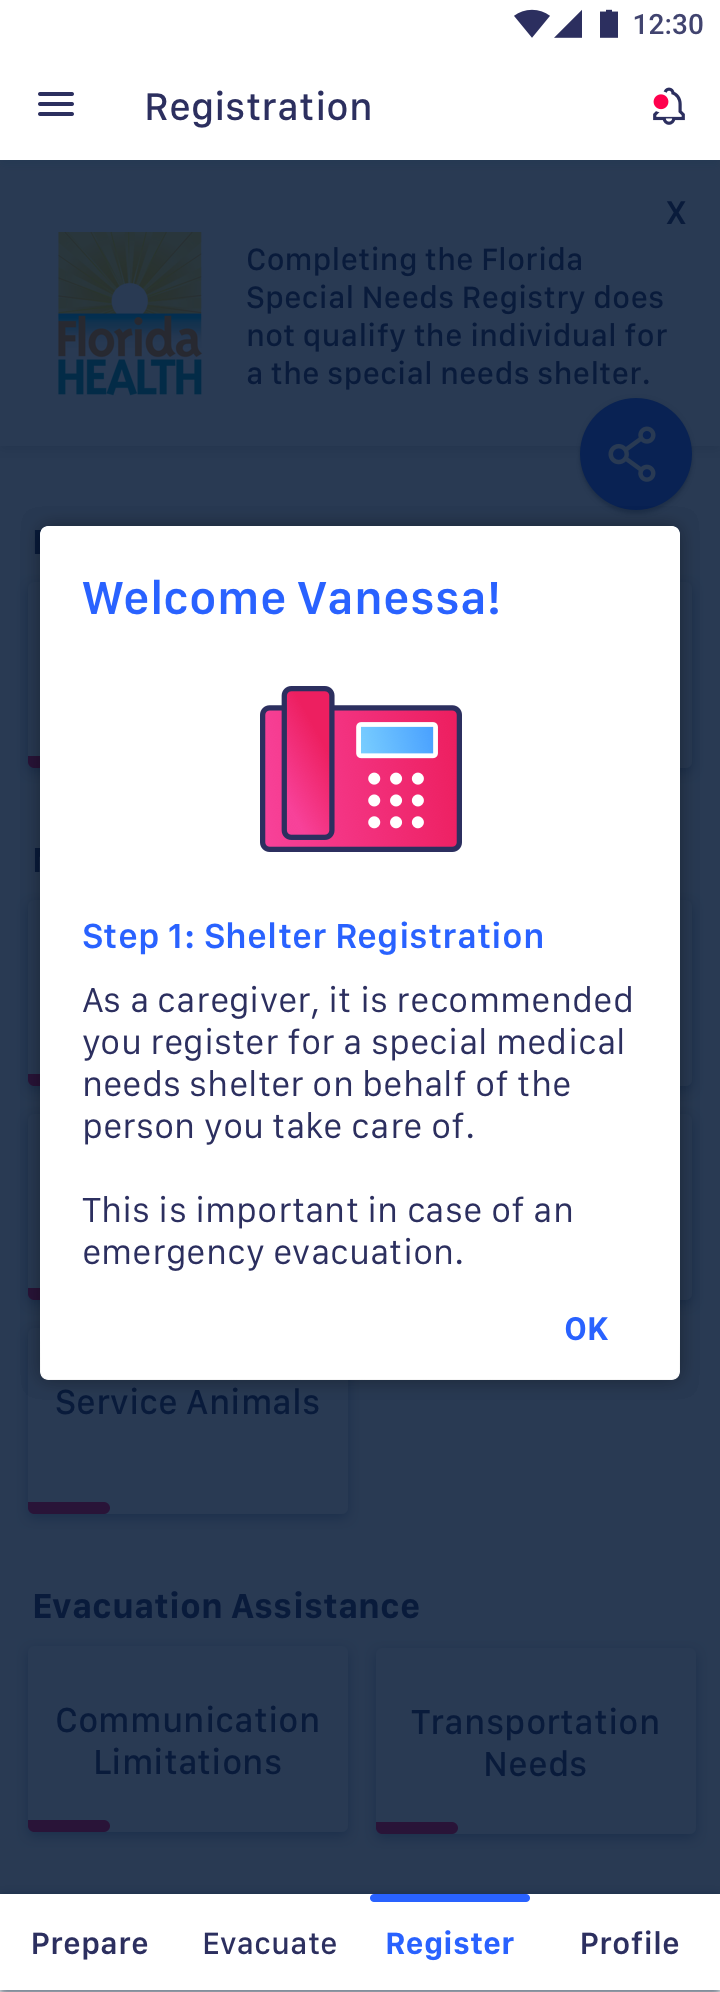 12:30
Registration
X
Completing the Florida
Special Needs Registry does
not qualify the individual for
a the special needs shelter.
Florida
HEALTH
Welcome Vanessa!
Step 1: Shelter Registration
As a caregiver, it is recommended
you register for a special medical
needs shelter on behalf of the
person you take care of.
This is important in case of an
emergency evacuation.
OK
Service Animals
Evacuation Assistance
Communication
Limitations
Transportation
Needs
Prepare
Evacuate
Register
Profile